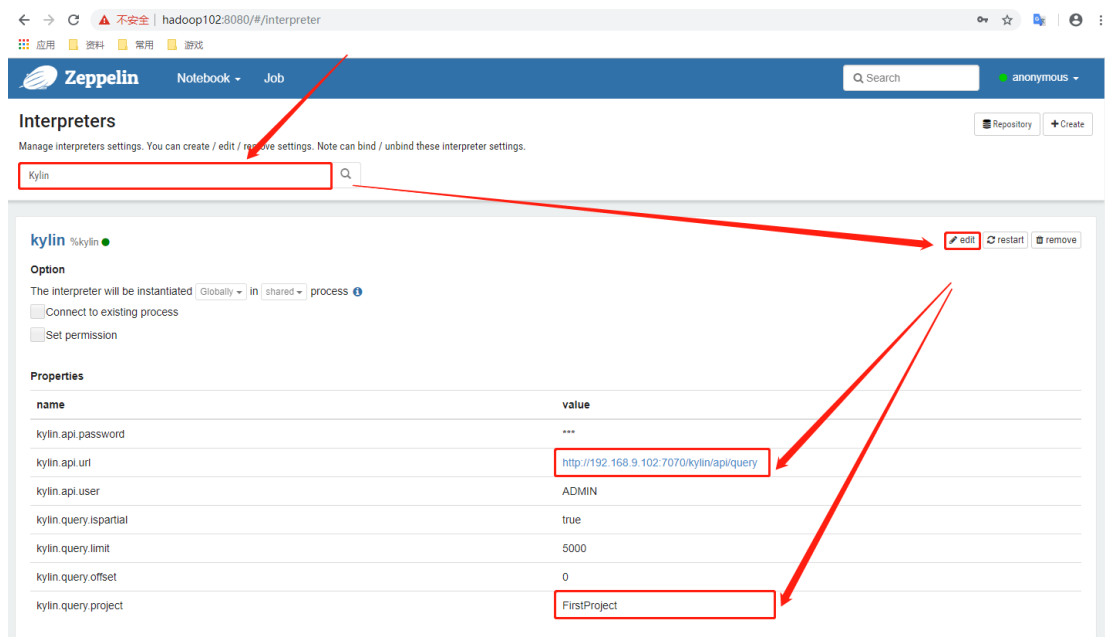 不安全 | hadoop102:8080/#/interpreter
应用 资料 常用 游戏
Zeppelin Notebook Job Search anonymous
Interpreters
Repository +Create
Manage interpreters settings. You can create / edit / remove settings. Note can bind / unbind these interpreter settings.
Kylin
kylin %kylin
edit restart remove
Option
The interpreter will be instantiated Globally in shared process
Connect to existing process
Set permission
Properties
name value
kylin.api.password ***
kylin.api.url http://192.168.9.102:7070/kylin/api/query
kylin.api.user ADMIN
kylin.query.ispartial true
kylin.query.limit 5000
kylin.query.offset 0
kylin.query.project FirstProject